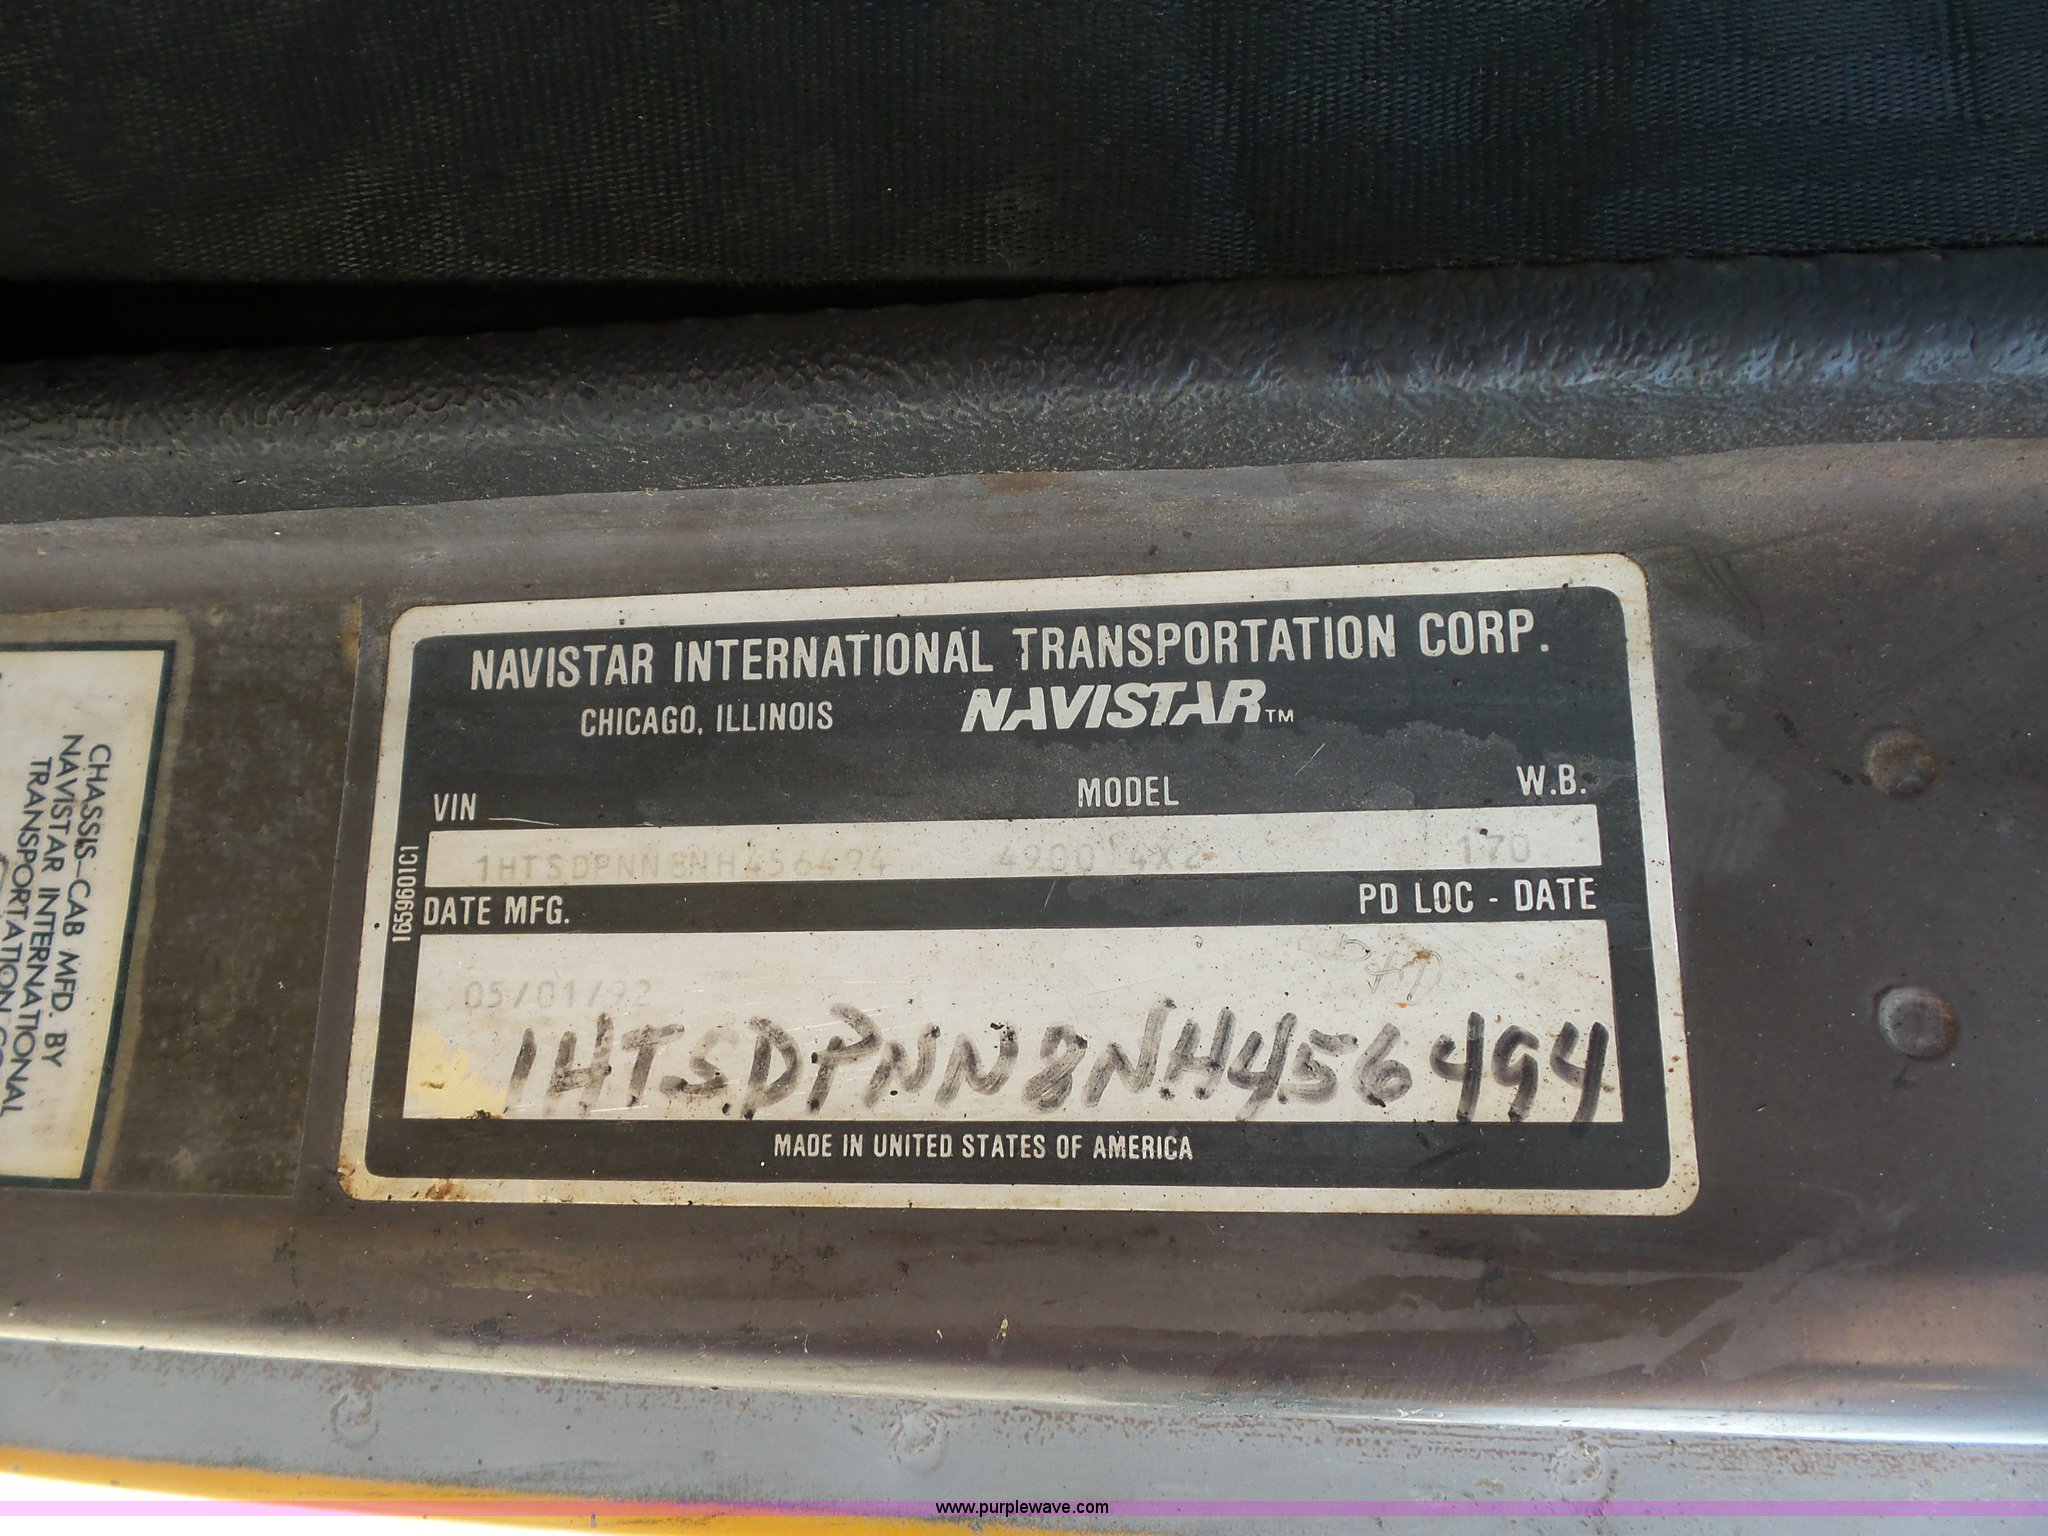 NAVISTAR INTERNATIONAL TRANSPORTATION CORP.
CHICAGO, ILLINOIS NAVISTAR TM
VIN MODEL W.B.
1HTSDPNN8NH456494 4900 4X2 170
DATE MFG. PD LOC - DATE
05/01/92
1HTSDPNN8NH456494
MADE IN UNITED STATES OF AMERICA
1659601C1
CHASSIS-CAB MFD. BY
NAVISTAR INTERNATIONAL
TRANSPORTATION
www.purplewave.com